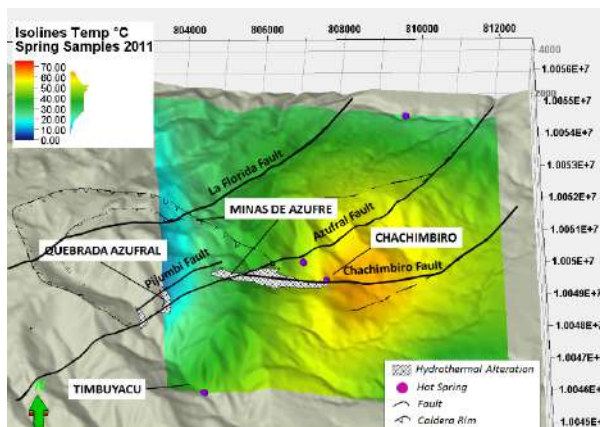 Isolines Temp °C
Spring Samples 2011
75.00
70.00
60.00
50.00
40.00
30.00
20.00
10.00
0.00
804000
806000
808000
810000
812000
4000
2000
1.0056E+7
1.0055E+7
1.0054E+7
1.0053E+7
1.0052E+7
1.0051E+7
1.005E+7
1.0049E+7
1.0048E+7
1.0047E+7
1.0046E+7
1.0045E+7
La Florida Fault
MINAS DE AZUFRE
Azufral Fault
QUEBRADA AZUFRAL
CHACHIMBIRO
Pijumbi Fault
Chachimbiro Fault
TIMBUYACU
Hydrothermal Alteration
Hot Spring
Fault
Caldera Rim